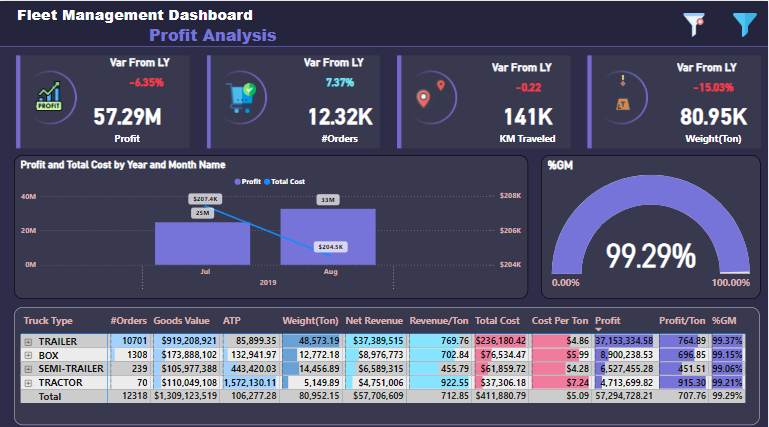 Fleet Management Dashboard
Profit Analysis
Var From LY
-6.35%
PROFIT
57.29M
Profit
Var From LY
7.37%
12.32K
#Orders
Var From LY
-0.22
141K
KM Traveled
Var From LY
-15.03%
80.95K
Weight(Ton)
Profit and Total Cost by Year and Month Name
Profit Total Cost
40M
20M
0M
$207.4K
25M
33M
$204.5K
$208K
$206K
$204K
Jul Aug
2019
%GM
99.29%
0.00% 100.00%
Truck Type #Orders Goods Value ATP Weight(Ton) Net Revenue Revenue/Ton Total Cost Cost Per Ton Profit Profit/Ton %GM
TRAILER 10701 $919,208,921 85,899.35 48,573.19 $37,389,515 769.76 $236,180.42 $4.86 37,153,334.58 764.89 99.37%
BOX 1308 $173,888,102 132,941.97 12,772.18 $8,976,773 702.84 $76,534.47 $5.99 8,900,238.53 696.85 99.15%
SEMI-TRAILER 239 $105,977,388 443,420.03 14,456.89 $6,589,315 455.79 $61,859.72 $4.28 6,527,455.28 451.51 99.06%
TRACTOR 70 $110,049,108 1,572,130.11 5,149.89 $4,751,006 922.55 $37,306.18 $7.24 4,713,699.82 915.30 99.21%
Total 12318 $1,309,123,519 106,277.28 80,952.15 $57,706,609 712.85 $411,880.79 $5.09 57,294,728.21 707.76 99.29%